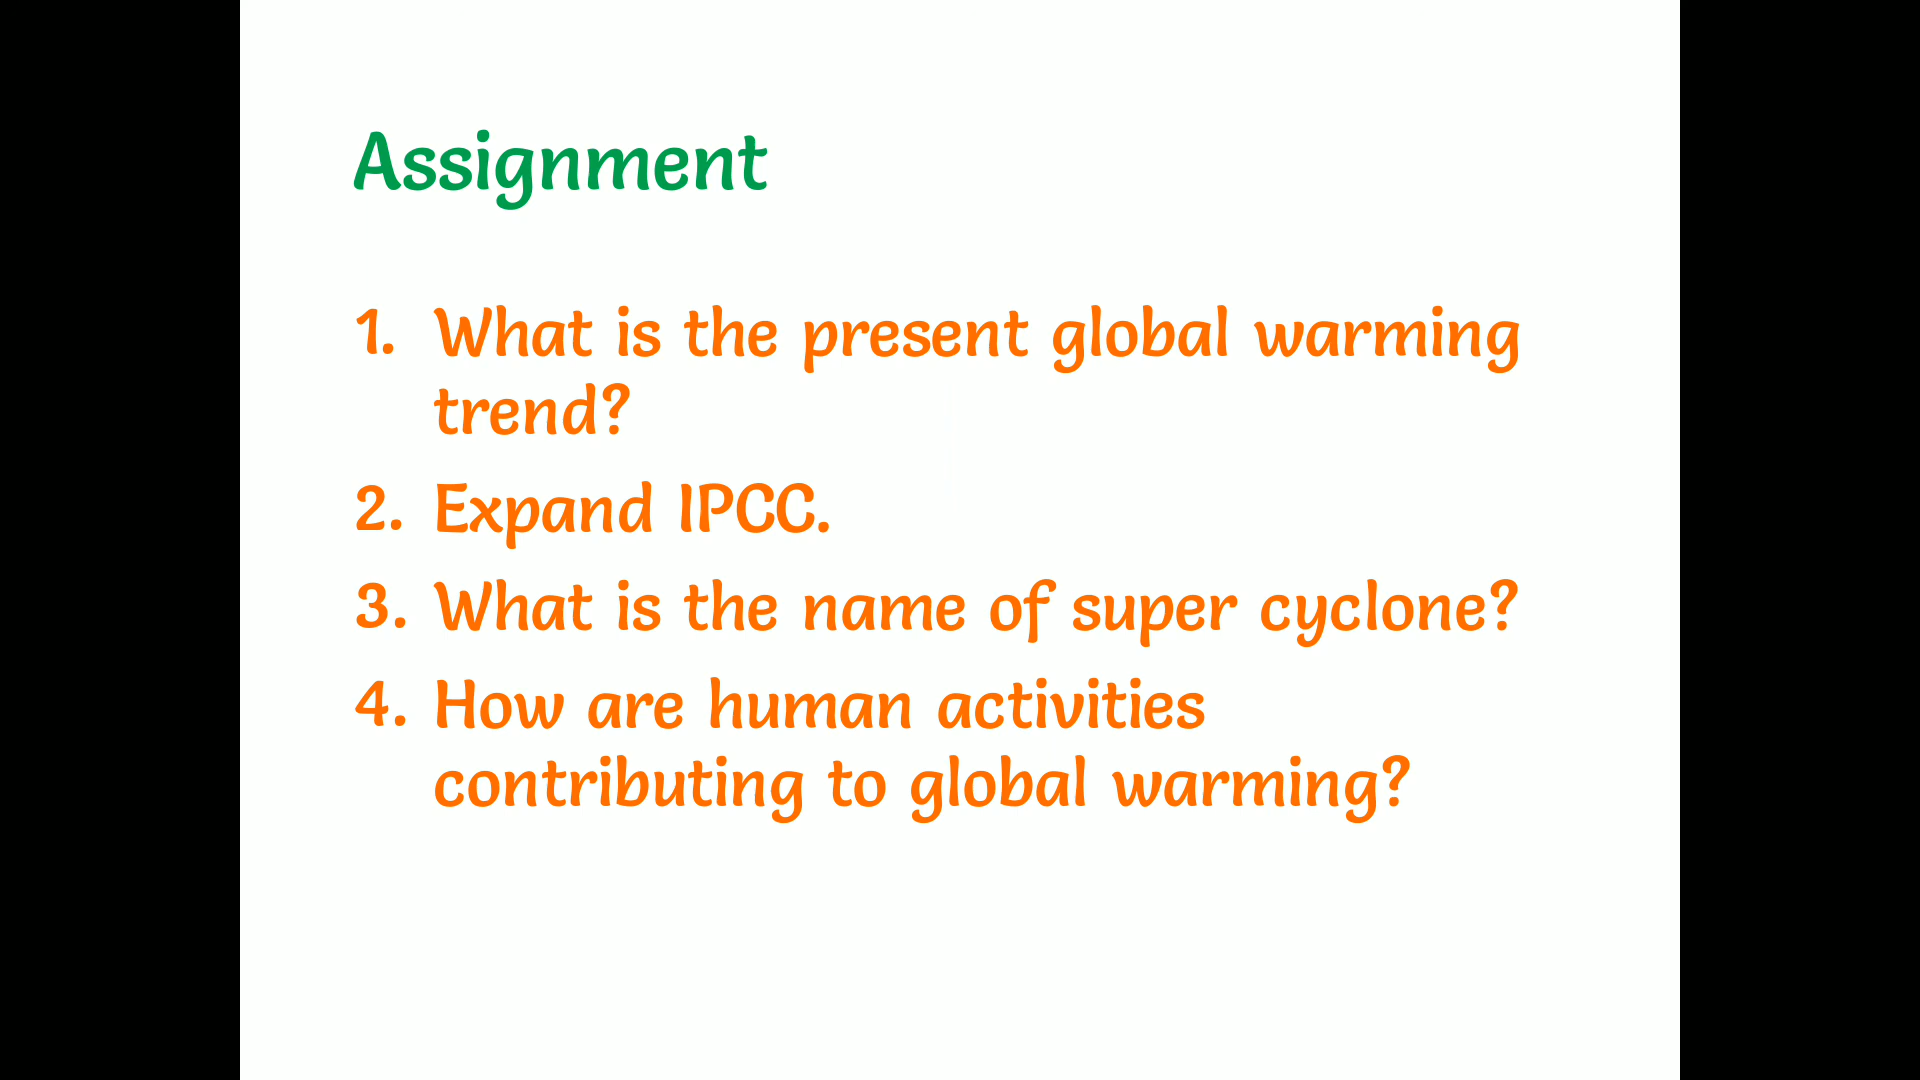 Assignment
1. What is the present global warming
trend?
2. Expand IPCC.
3. What is the name of super cyclone?
4. How are human activities
contributing to global warming?